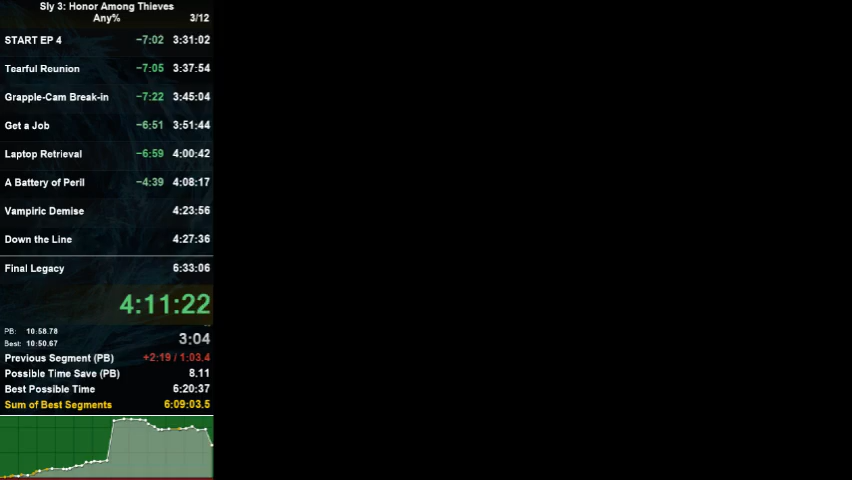 Sly 3: Honor Among Thieves
Any% 3/12
START EP 4 −7:02 3:31:02
Tearful Reunion −7:05 3:37:54
Grapple-Cam Break-in −7:22 3:45:04
Get a Job −6:51 3:51:44
Laptop Retrieval −6:59 4:00:42
A Battery of Peril −4:39 4:08:17
Vampiric Demise 4:23:56
Down the Line 4:27:36
Final Legacy 6:33:06
4:11:22
PB: 10:58.78
Best: 10:50.67 3:04
Previous Segment (PB) +2:19 / 1:03.4
Possible Time Save (PB) 8.11
Best Possible Time 6:20:37
Sum of Best Segments 6:09:03.5